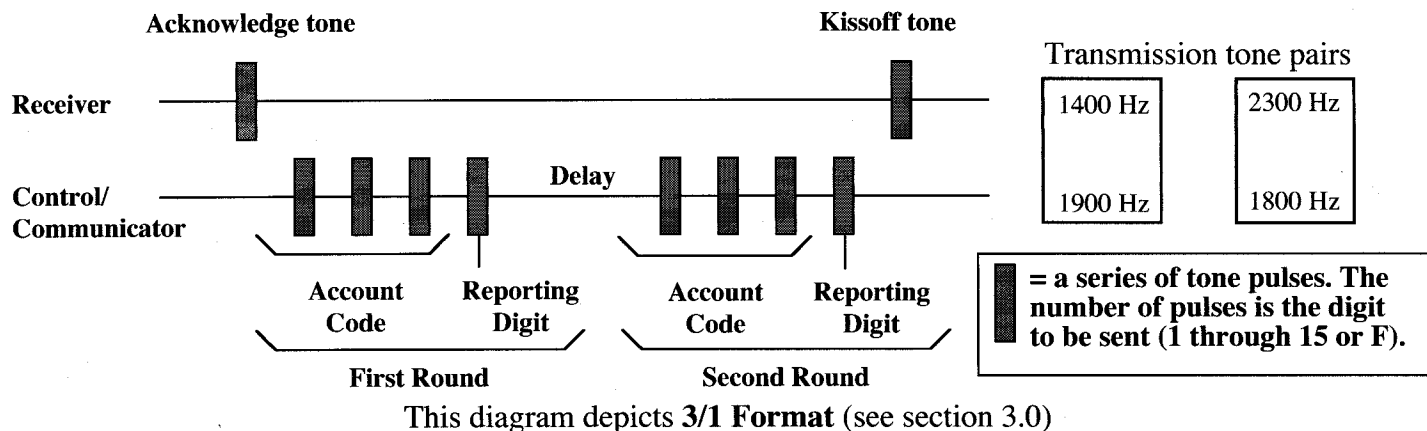 Acknowledge tone
Kissoff tone
Transmission tone pairs
Receiver
1400 Hz
2300 Hz
1900 Hz
1800 Hz
Control/
Communicator
Delay
Account
Code
Reporting
Digit
Account
Code
Reporting
Digit
First Round
Second Round
= a series of tone pulses. The
number of pulses is the digit
to be sent (1 through 15 or F).
This diagram depicts 3/1 Format (see section 3.0)